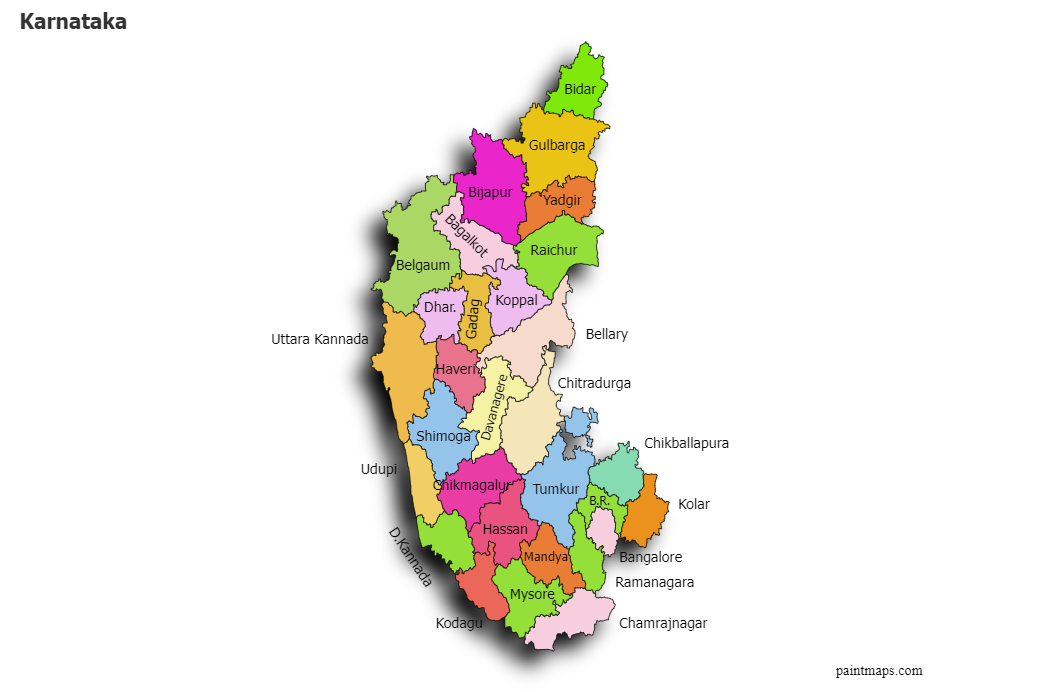 Karnataka
Bidar
Gulbarga
Bijapur
Yadgir
Bagalkot
Raichur
Belgaum
Koppal
Dhar.
Gadag
Uttara Kannada
Bellary
Haveri
Chitradurga
Davanagere
Shimoga
Chikballapura
Udupi
Chikmagalur
Tumkur
B.R.
Kolar
Hassan
D.Kannada
Mandya
Bangalore
Ramanagara
Mysore
Kodagu
Chamrajnagar
paintmaps.com